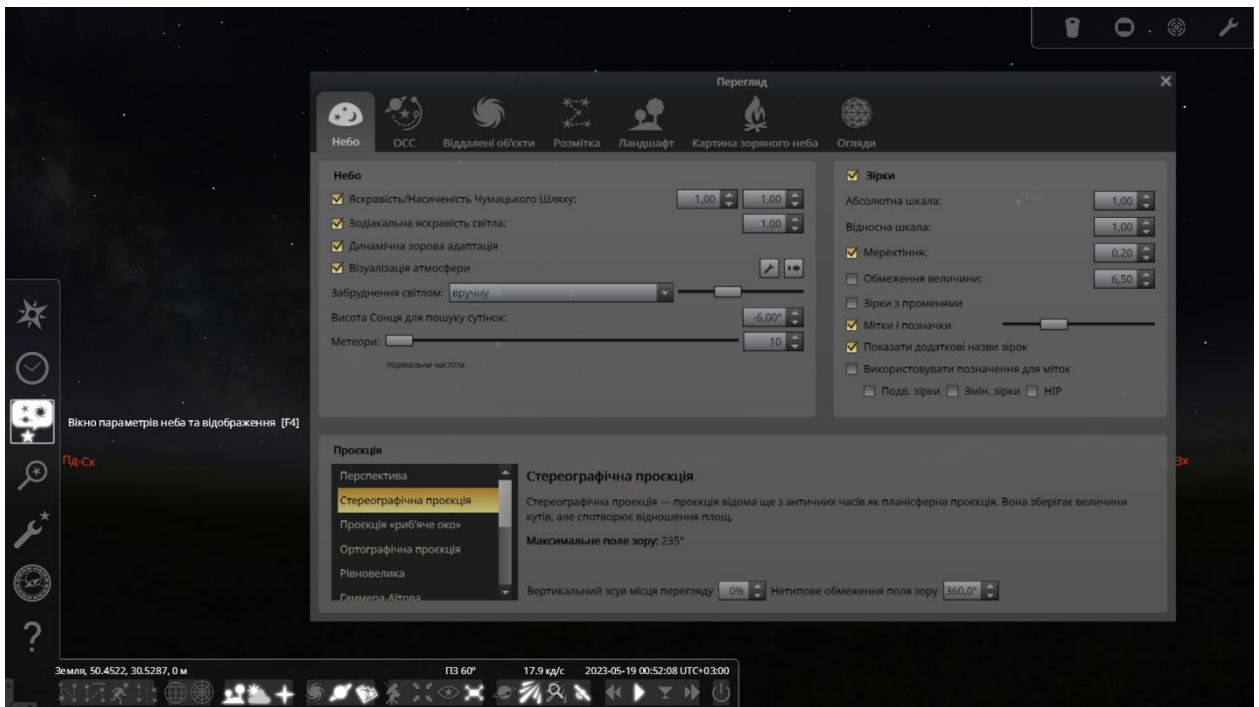 Перегляд
Небо
ОСС
Віддалені об'єкти
Розмітка
Ландшафт
Картина зоряного неба
Огляди
Небо
Яскравість/Насиченість Чумацького Шляху: 1,00 1,00
Зодіакальна яскравість світла: 1,00
Динамічна зорова адаптація
Візуалізація атмосфери
Забруднення світлом: вручну
Висота Сонця для пошуку сутінок: -6,00°
Метеори: 10
Нормальна частота
Зірки
Абсолютна шкала: 1,00
Відносна шкала: 1,00
Мерехтіння: 0,20
Обмеження величини: 6,50
Зірки з променями
Мітки і позначки
Показати додаткові назви зірок
Використовувати позначення для міток
Подв. зірки Змін. зірки HIP
Вікно параметрів неба та відображення [F4]
Пд-Сх
Зх
Проєкція
Перспектива
Стереографічна проєкція
Проєкція «риб'яче око»
Ортографічна проєкція
Рівновелика
Гаммера-Аітова
Стереографічна проєкція
Стереографічна проєкція — проєкція відома ще з античних часів як планісферна проєкція. Вона зберігає величини
кутів, але спотворює відношення площ.
Максимальне поле зору: 235°
Вертикальний зсув місця перегляду 0% Нетипове обмеження поля зору 360,0°
Земля, 50.4522, 30.5287, 0 м ПЗ 60° 17.9 кд/с 2023-05-19 00:52:08 UTC+03:00